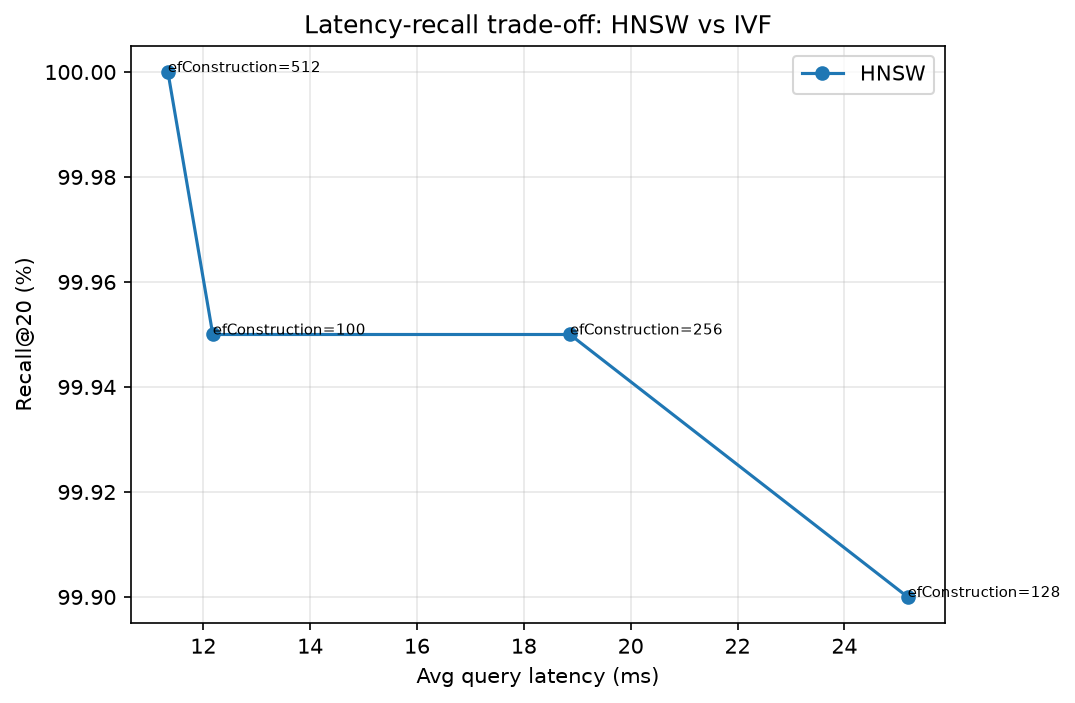 Latency-recall trade-off: HNSW vs IVF
HNSW
efConstruction=512
efConstruction=100
efConstruction=256
efConstruction=128
Recall@20 (%)
100.00
99.98
99.96
99.94
99.92
99.90
12 14 16 18 20 22 24
Avg query latency (ms)